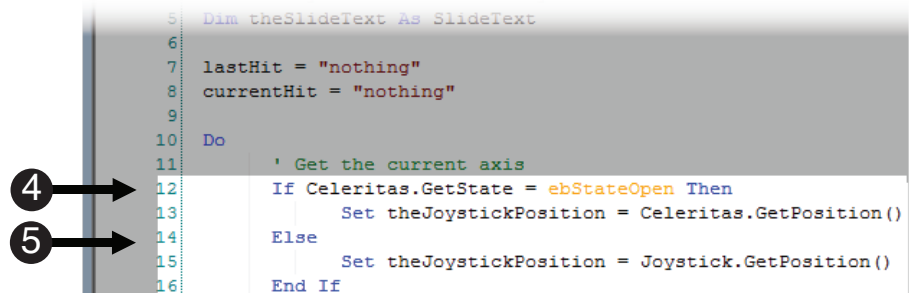 5 Dim theSlideText As SlideText
6
7 lastHit = "nothing"
8 currentHit = "nothing"
9
10 Do
11 ' Get the current axis
4 12 If Celeritas.GetState = ebStateOpen Then
13 Set theJoystickPosition = Celeritas.GetPosition()
5 14 Else
15 Set theJoystickPosition = Joystick.GetPosition()
16 End If